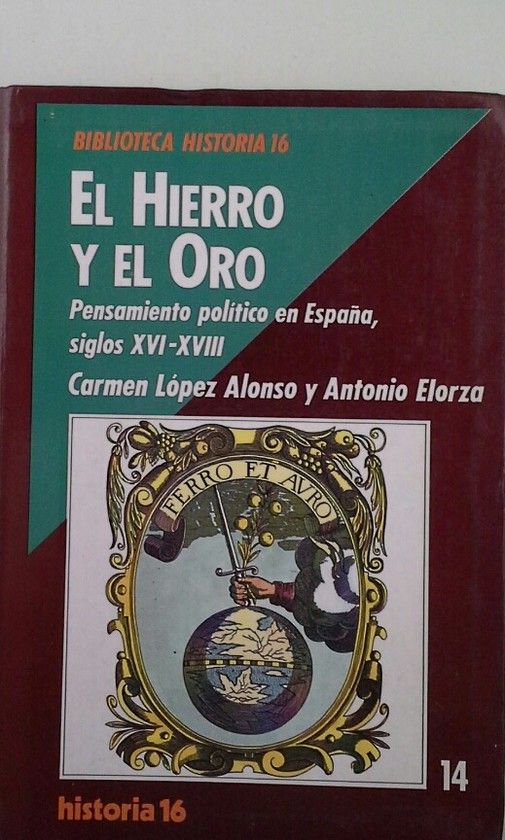 BIBLIOTECA HISTORIA 16
EL HIERRO
Y EL ORO
Pensamiento político en España,
siglos XVI-XVIII
Carmen López Alonso y Antonio Elorza
FERRO ET AVRO
14
historia 16